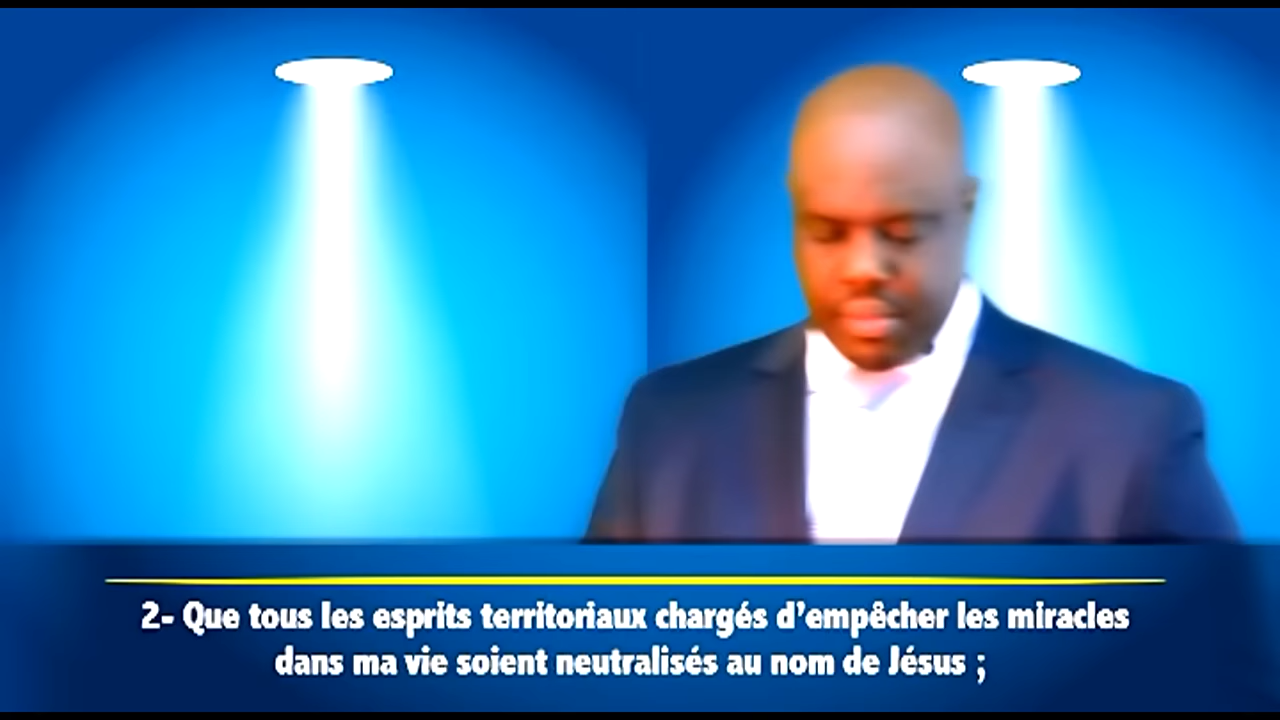 2- Que tous les esprits territoriaux chargés d’empêcher les miracles
dans ma vie soient neutralisés au nom de Jésus ;